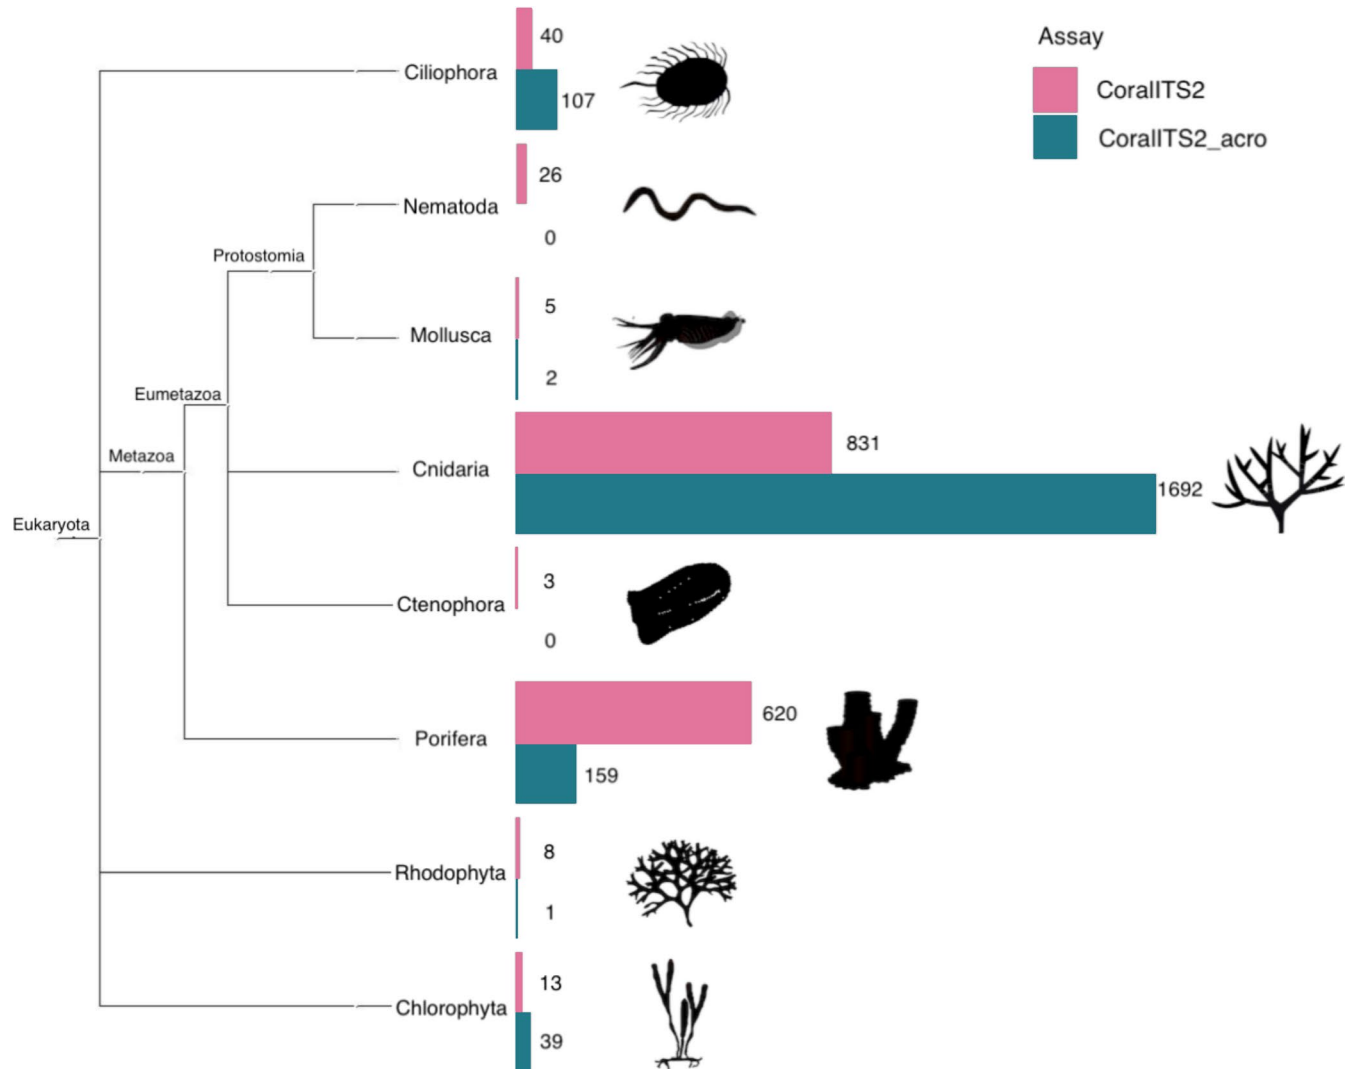 Assay
CoralITS2
CoralITS2_acro
40
Ciliophora
107
26
Nematoda
0
Protostomia
5
Mollusca
2
Eumetazoa
831
Metazoa
Cnidaria
1692
Eukaryota
3
Ctenophora
0
620
Porifera
159
8
Rhodophyta
1
13
Chlorophyta
39